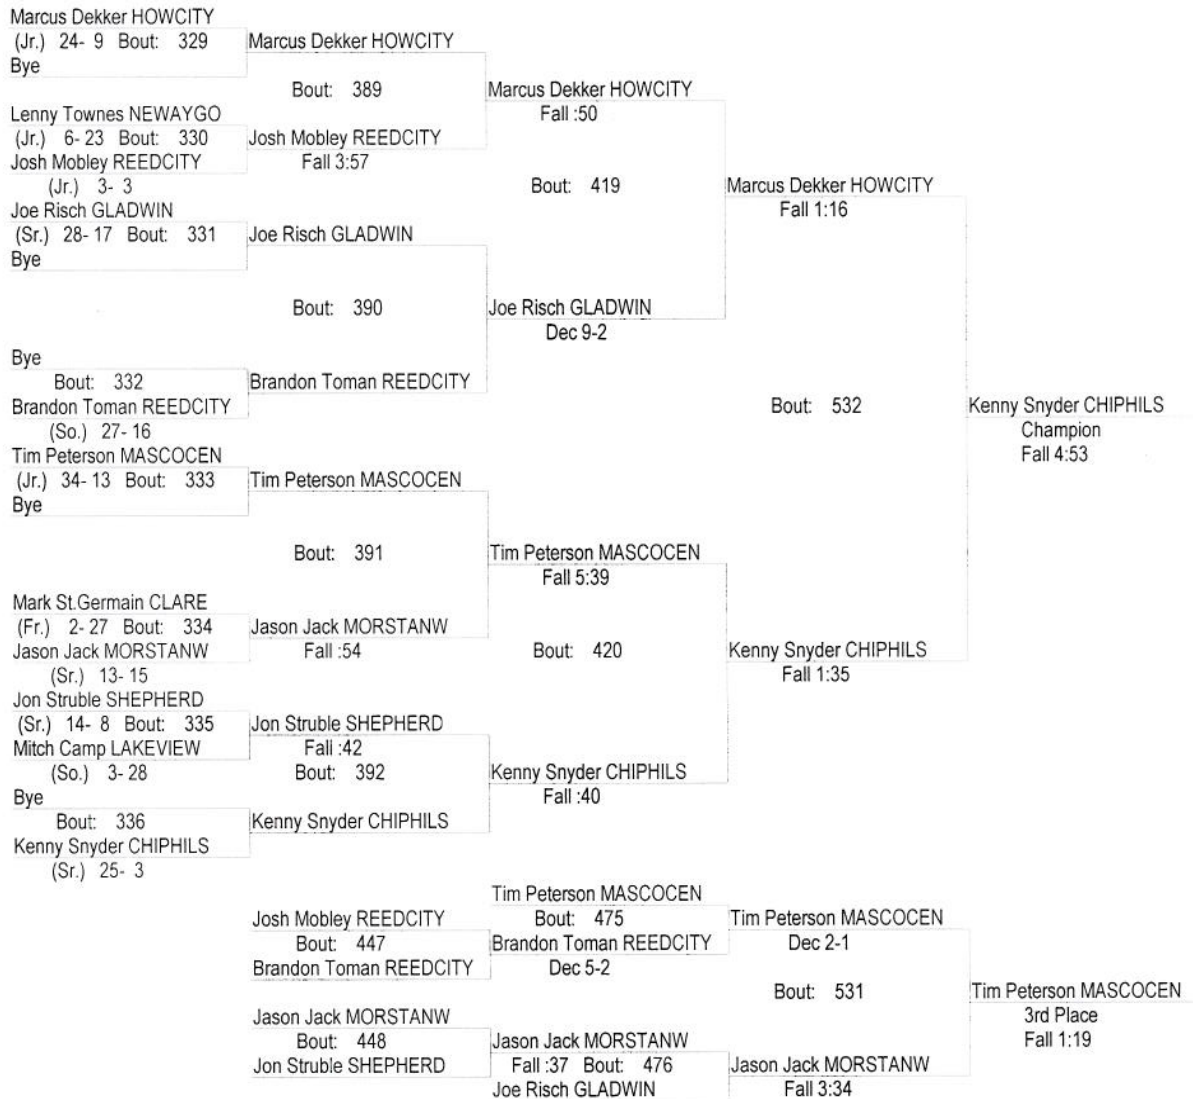 Marcus Dekker HOWCITY
(Jr.) 24- 9 Bout: 329
Bye
Marcus Dekker HOWCITY
Bout: 389
Lenny Townes NEWAYGO
(Jr.) 6- 23 Bout: 330
Josh Mobley REEDCITY
(Jr.) 3- 3
Josh Mobley REEDCITY
Fall 3:57
Marcus Dekker HOWCITY
Fall :50
Bout: 419
Joe Risch GLADWIN
(Sr.) 28- 17 Bout: 331
Bye
Joe Risch GLADWIN
Bout: 390
Bye
Bout: 332
Brandon Toman REEDCITY
(So.) 27- 16
Brandon Toman REEDCITY
Joe Risch GLADWIN
Dec 9-2
Marcus Dekker HOWCITY
Fall 1:16
Bout: 532
Tim Peterson MASCOCEN
(Jr.) 34- 13 Bout: 333
Bye
Tim Peterson MASCOCEN
Bout: 391
Mark St.Germain CLARE
(Fr.) 2- 27 Bout: 334
Jason Jack MORSTANW
(Sr.) 13- 15
Jason Jack MORSTANW
Fall :54
Tim Peterson MASCOCEN
Fall 5:39
Bout: 420
Jon Struble SHEPHERD
(Sr.) 14- 8 Bout: 335
Mitch Camp LAKEVIEW
(So.) 3- 28
Jon Struble SHEPHERD
Fall :42
Bout: 392
Bye
Bout: 336
Kenny Snyder CHIPHILS
(Sr.) 25- 3
Kenny Snyder CHIPHILS
Kenny Snyder CHIPHILS
Fall :40
Kenny Snyder CHIPHILS
Fall 1:35
Kenny Snyder CHIPHILS
Champion
Fall 4:53
Josh Mobley REEDCITY
Bout: 447
Brandon Toman REEDCITY
Tim Peterson MASCOCEN
Bout: 475
Brandon Toman REEDCITY
Dec 5-2
Tim Peterson MASCOCEN
Dec 2-1
Bout: 531
Jason Jack MORSTANW
Bout: 448
Jon Struble SHEPHERD
Jason Jack MORSTANW
Fall :37 Bout: 476
Joe Risch GLADWIN
Jason Jack MORSTANW
Fall 3:34
Tim Peterson MASCOCEN
3rd Place
Fall 1:19